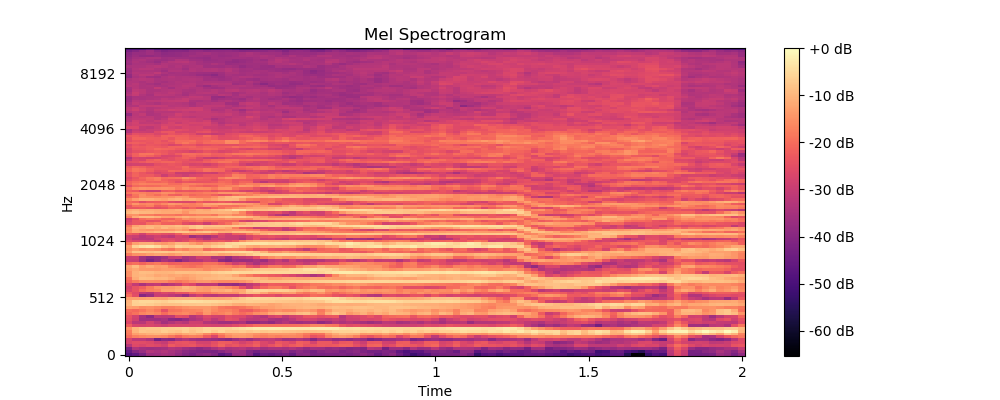 Mel Spectrogram
Hz
8192
4096
2048
1024
512
0
0 0.5 1 1.5 2
Time
+0 dB
-10 dB
-20 dB
-30 dB
-40 dB
-50 dB
-60 dB